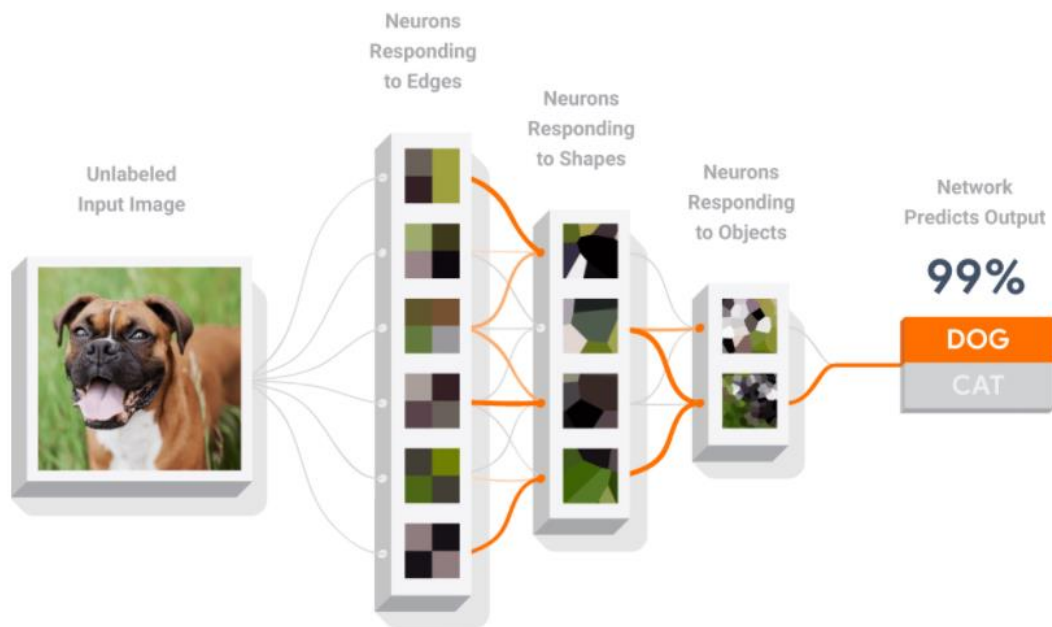 Unlabeled
Input Image
Neurons
Responding
to Edges
Neurons
Responding
to Shapes
Neurons
Responding
to Objects
Network
Predicts Output
99%
DOG
CAT